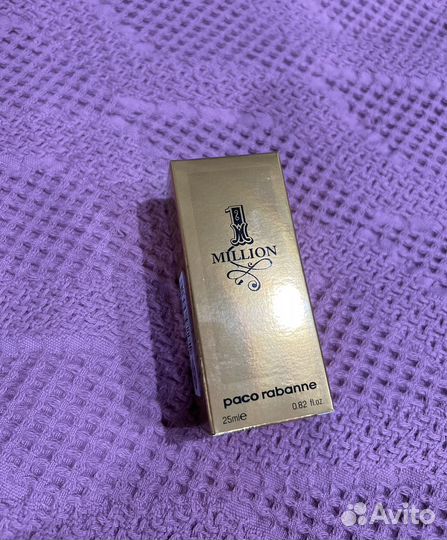 1
MILLION
paco rabanne
25ml e 0.82 fl.oz
Avito